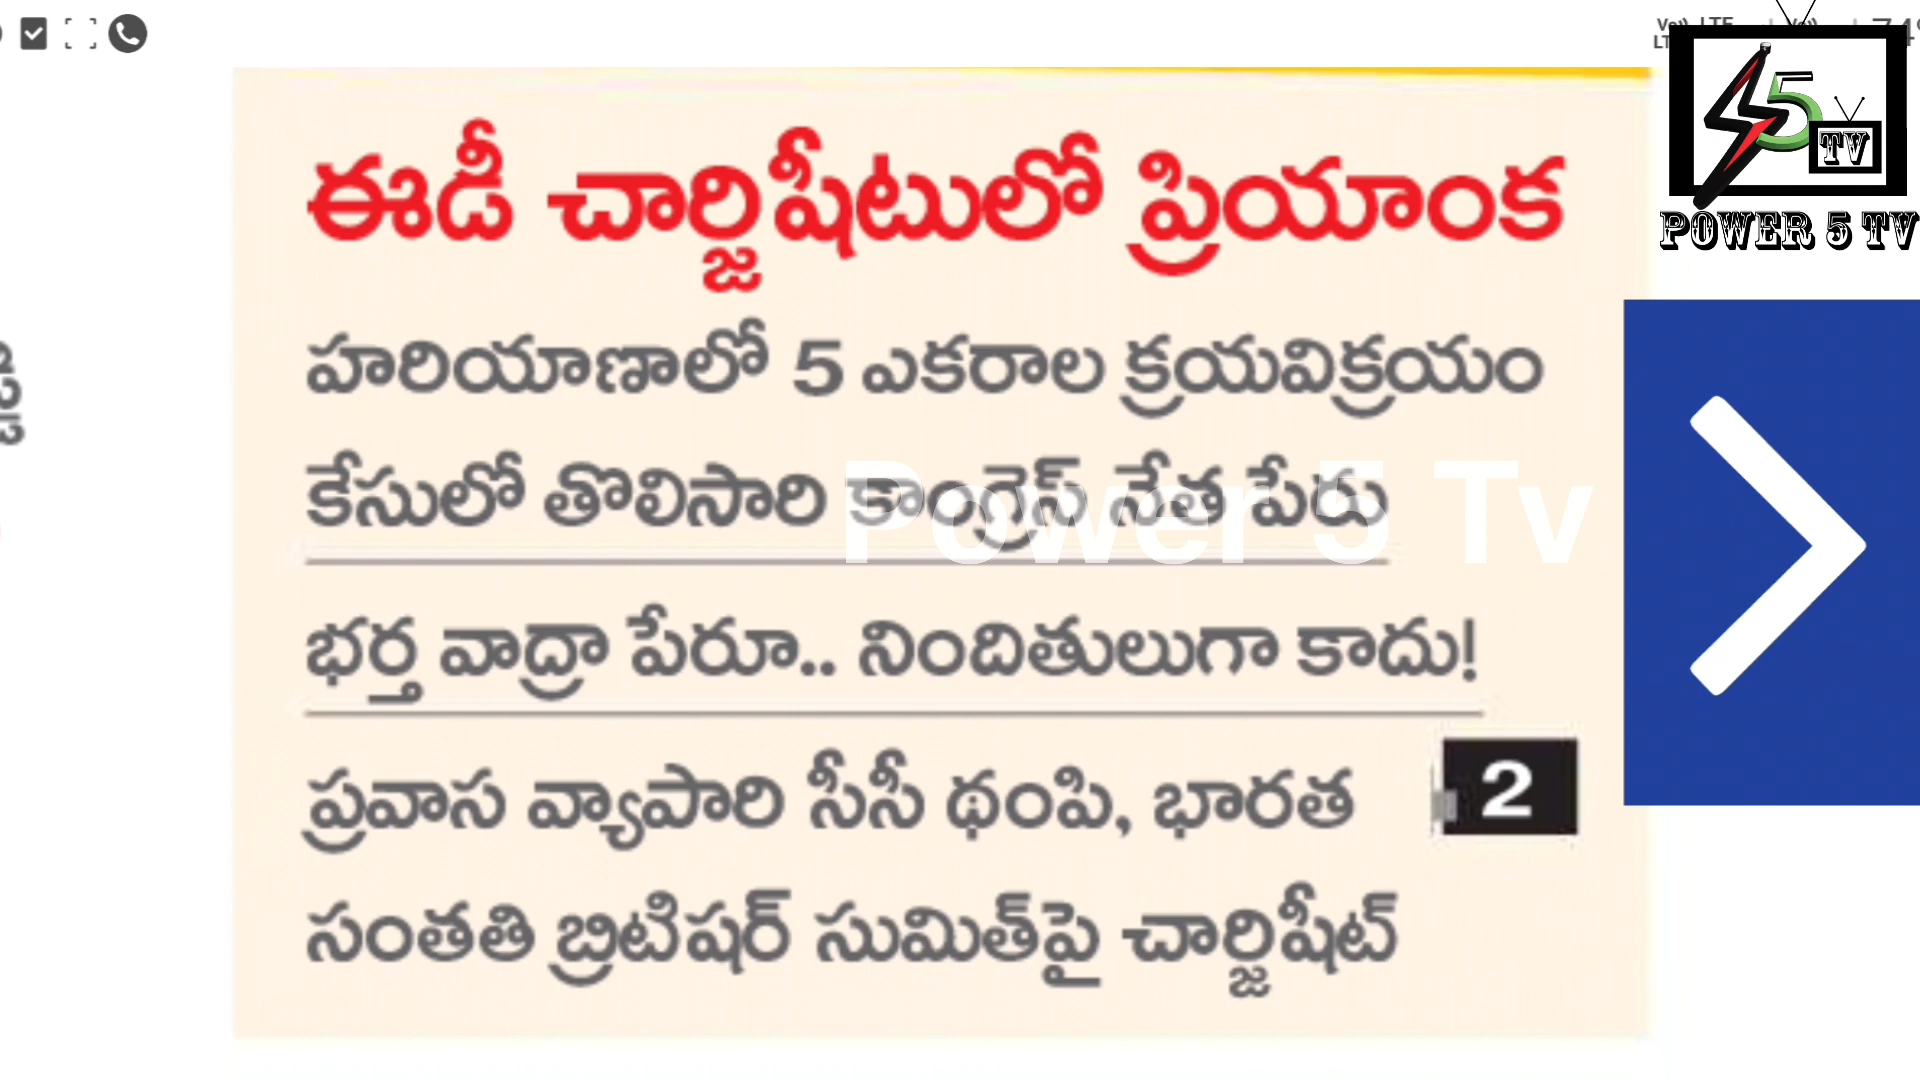 ఈడీ చార్జిషీటులో ప్రియాంక
హరియాణాలో 5 ఎకరాల క్రయవిక్రయం
కేసులో తొలిసారి కాంగ్రెస్ నేత పేరు
Power 5 Tv
భర్త వాద్రా పేరూ.. నిందితులుగా కాదు!
ప్రవాస వ్యాపారి సీసీ థంపి, భారత
2
సంతతి బ్రిటిషర్ సుమిత్‌పై చార్జిషీట్
5
TV
POWER 5 TV